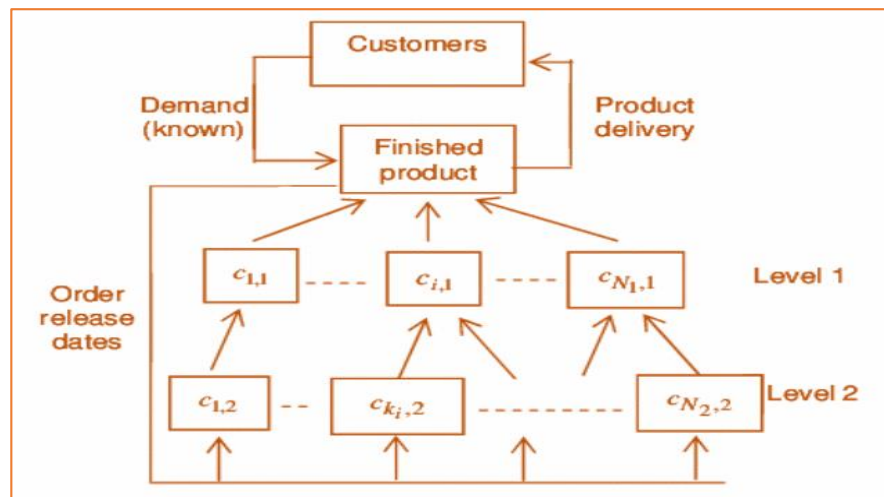 Customers
Demand
(known)
Product
delivery
Finished
product
c1,1
ci,1
cN1,1
Level 1
Order
release
dates
c1,2
cki,2
cN2,2
Level 2